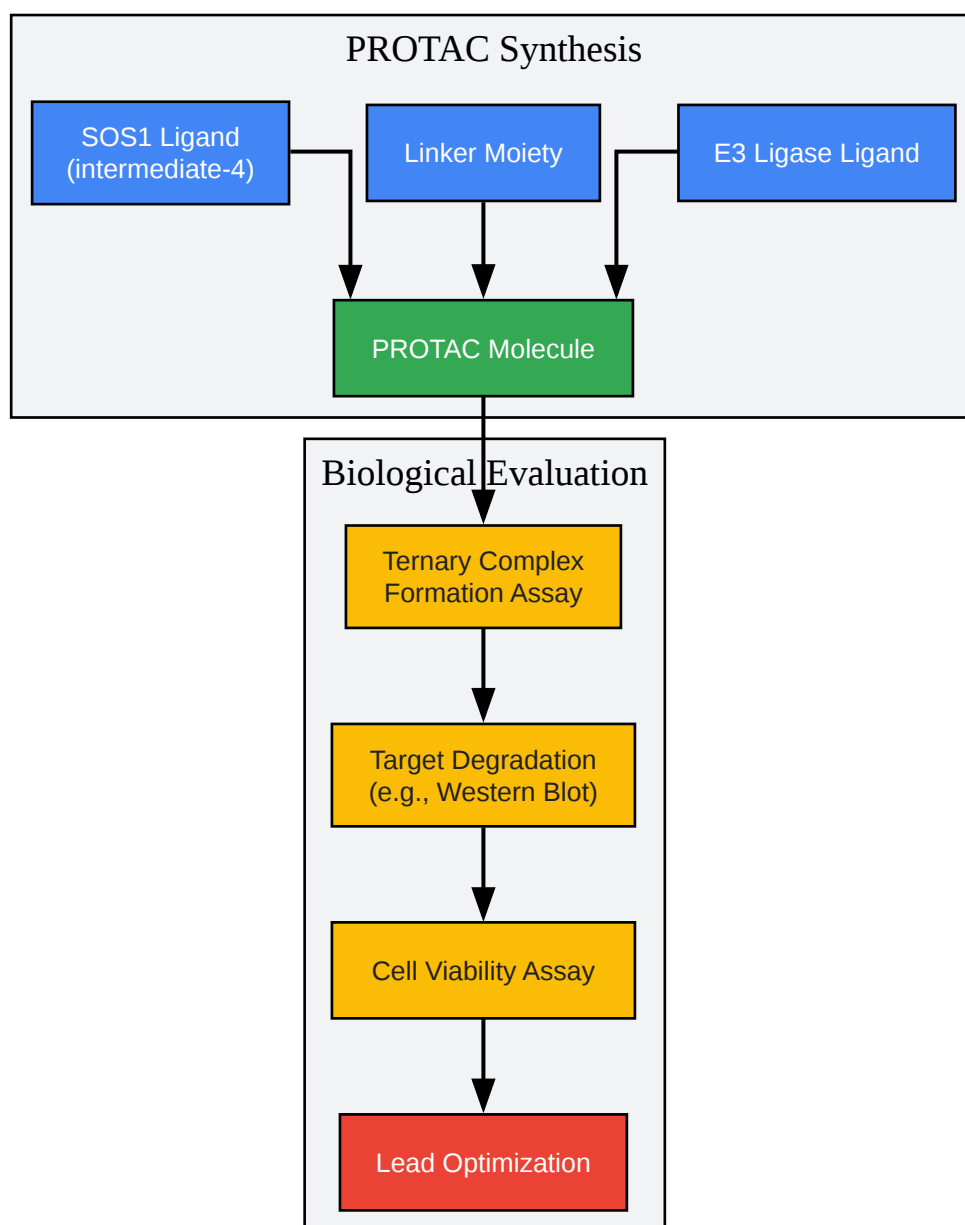 PROTAC Synthesis
SOS1 Ligand
(intermediate-4)
Linker Moiety
E3 Ligase Ligand
PROTAC Molecule
Biological Evaluation
Ternary Complex
Formation Assay
Target Degradation
(e.g., Western Blot)
Cell Viability Assay
Lead Optimization